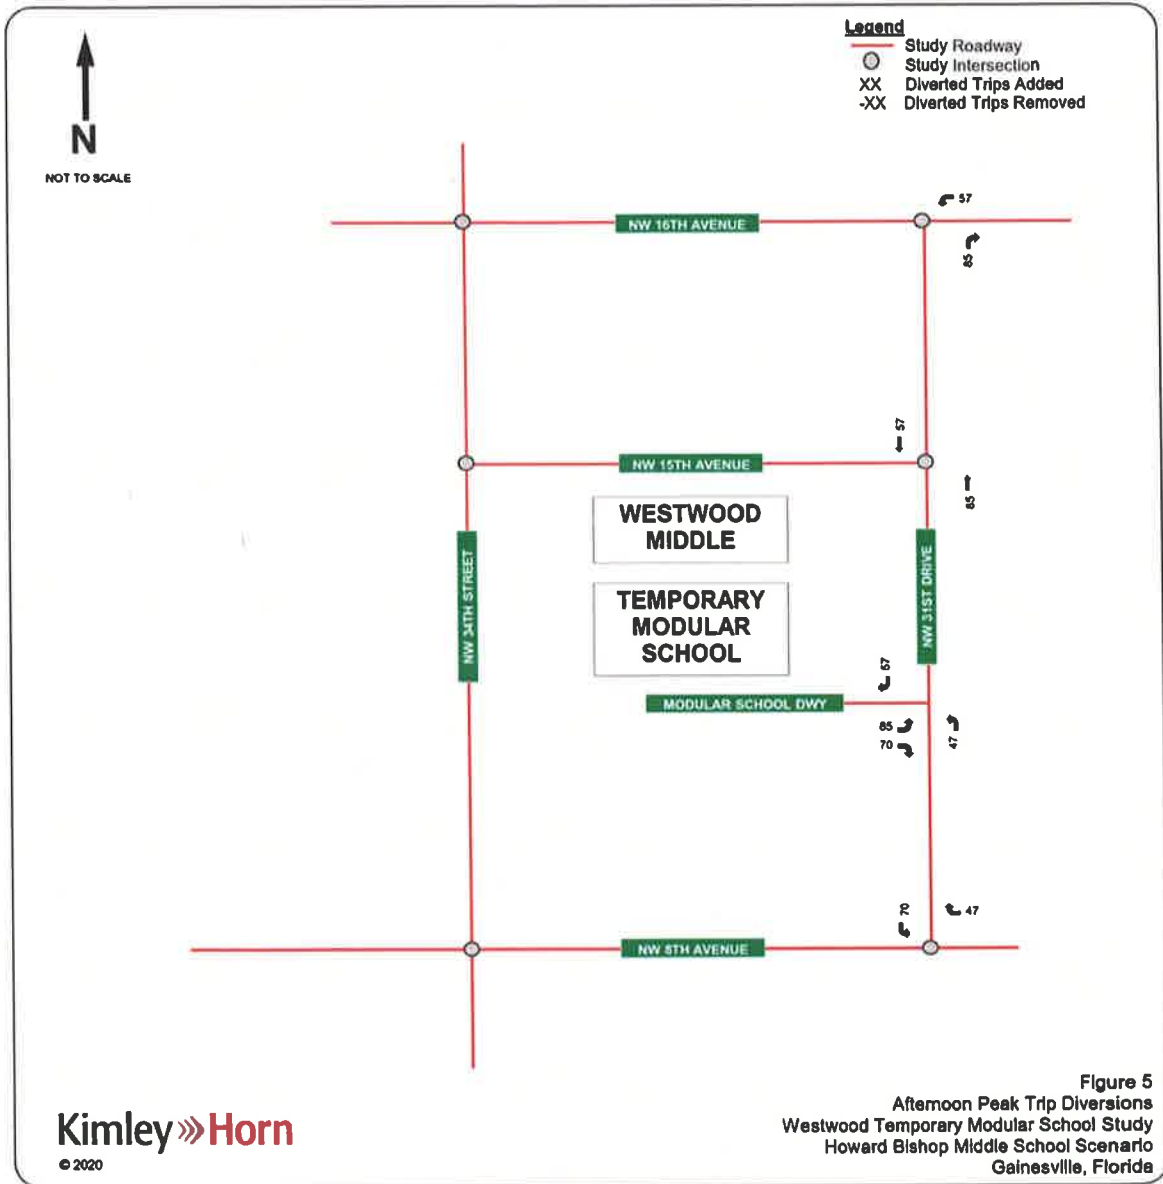 Legend
Study Roadway
Study Intersection
XX Diverted Trips Added
-XX Diverted Trips Removed
N
NOT TO SCALE
57
NW 16TH AVENUE
85
57
NW 15TH AVENUE
85
WESTWOOD
MIDDLE
NW 34TH STREET
NW 31ST DRIVE
TEMPORARY
MODULAR
SCHOOL
57
MODULAR SCHOOL DWY
85
70
47
70
47
NW 8TH AVENUE
Figure 5
Afternoon Peak Trip Diversions
Westwood Temporary Modular School Study
Howard Bishop Middle School Scenario
Gainesville, Florida
Kimley»Horn
© 2020